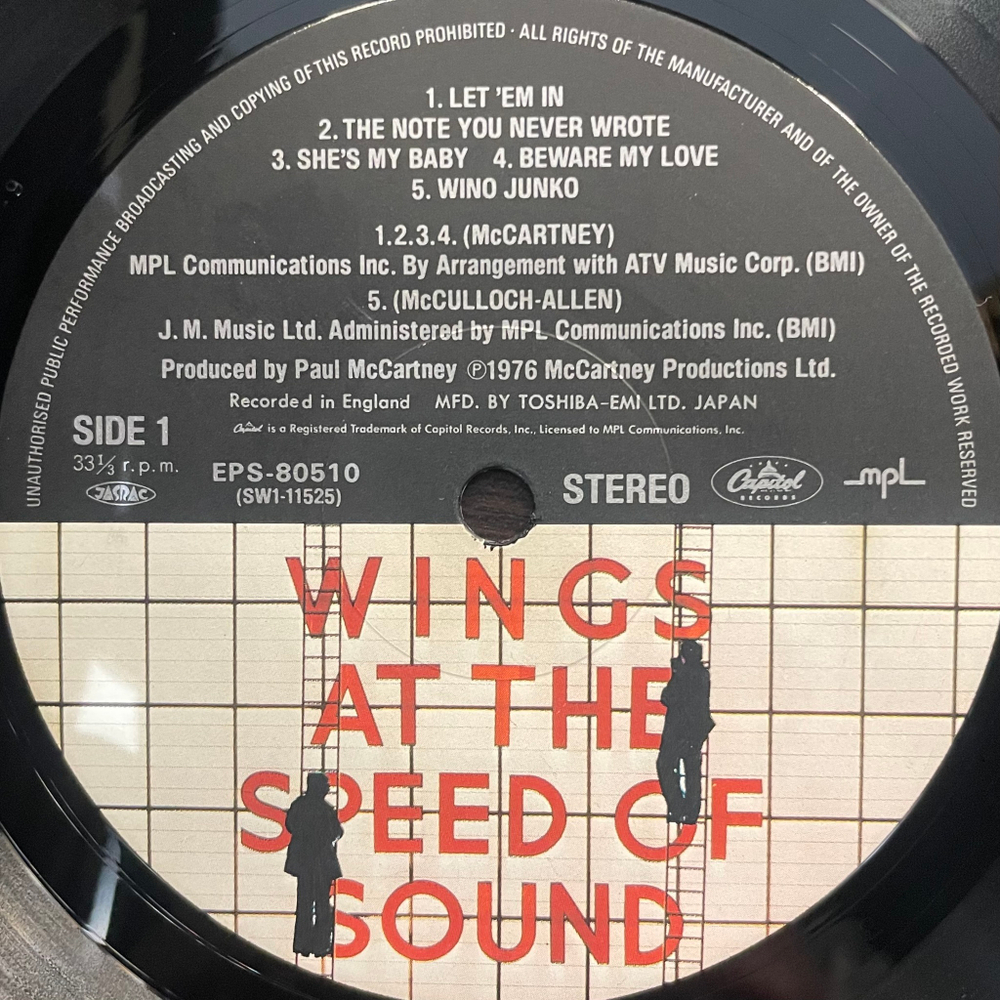 UNAUTHORISED PUBLIC PERFORMANCE BROADCASTING AND COPYING OF THIS RECORD PROHIBITED · ALL RIGHTS OF THE MANUFACTURER AND OF THE OWNER OF THE RECORDED WORK RESERVED
1. LET 'EM IN
2. THE NOTE YOU NEVER WROTE
3. SHE'S MY BABY 4. BEWARE MY LOVE
5. WINO JUNKO
1.2.3.4. (McCARTNEY)
MPL Communications Inc. By Arrangement with ATV Music Corp. (BMI)
5. (McCULLOCH-ALLEN)
J. M. Music Ltd. Administered by MPL Communications Inc. (BMI)
Produced by Paul McCartney ℗1976 McCartney Productions Ltd.
Recorded in England MFD. BY TOSHIBA-EMI LTD. JAPAN
Capitol is a Registered Trademark of Capitol Records, Inc., Licensed to MPL Communications, Inc.
SIDE 1
33⅓ r.p.m.
JASRAC
EPS-80510
(SW1-11525)
STEREO
Capitol
RECORDS
mpl
WINGS
AT THE
SPEED OF
SOUND